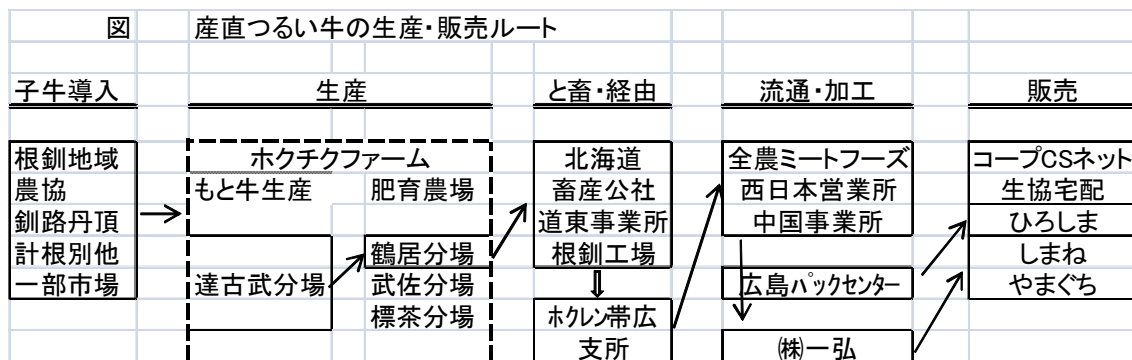 図 産直つるい牛の生産・販売ルート
子牛導入 生産 と畜・経由 流通・加工 販売
根釧地域 ホクチクファーム 北海道 全農ミートフーズ コープCSネット
農協 もと牛生産 肥育農場 畜産公社 西日本営業所 生協宅配
釧路丹頂 道東事業所 中国事業所 ひろしま
計根別他 鶴居分場 根釧工場 しまね
一部市場 達古武分場 武佐分場 広島パックセンター やまぐち
標茶分場 ホクレン帯広
支所 ㈱一弘